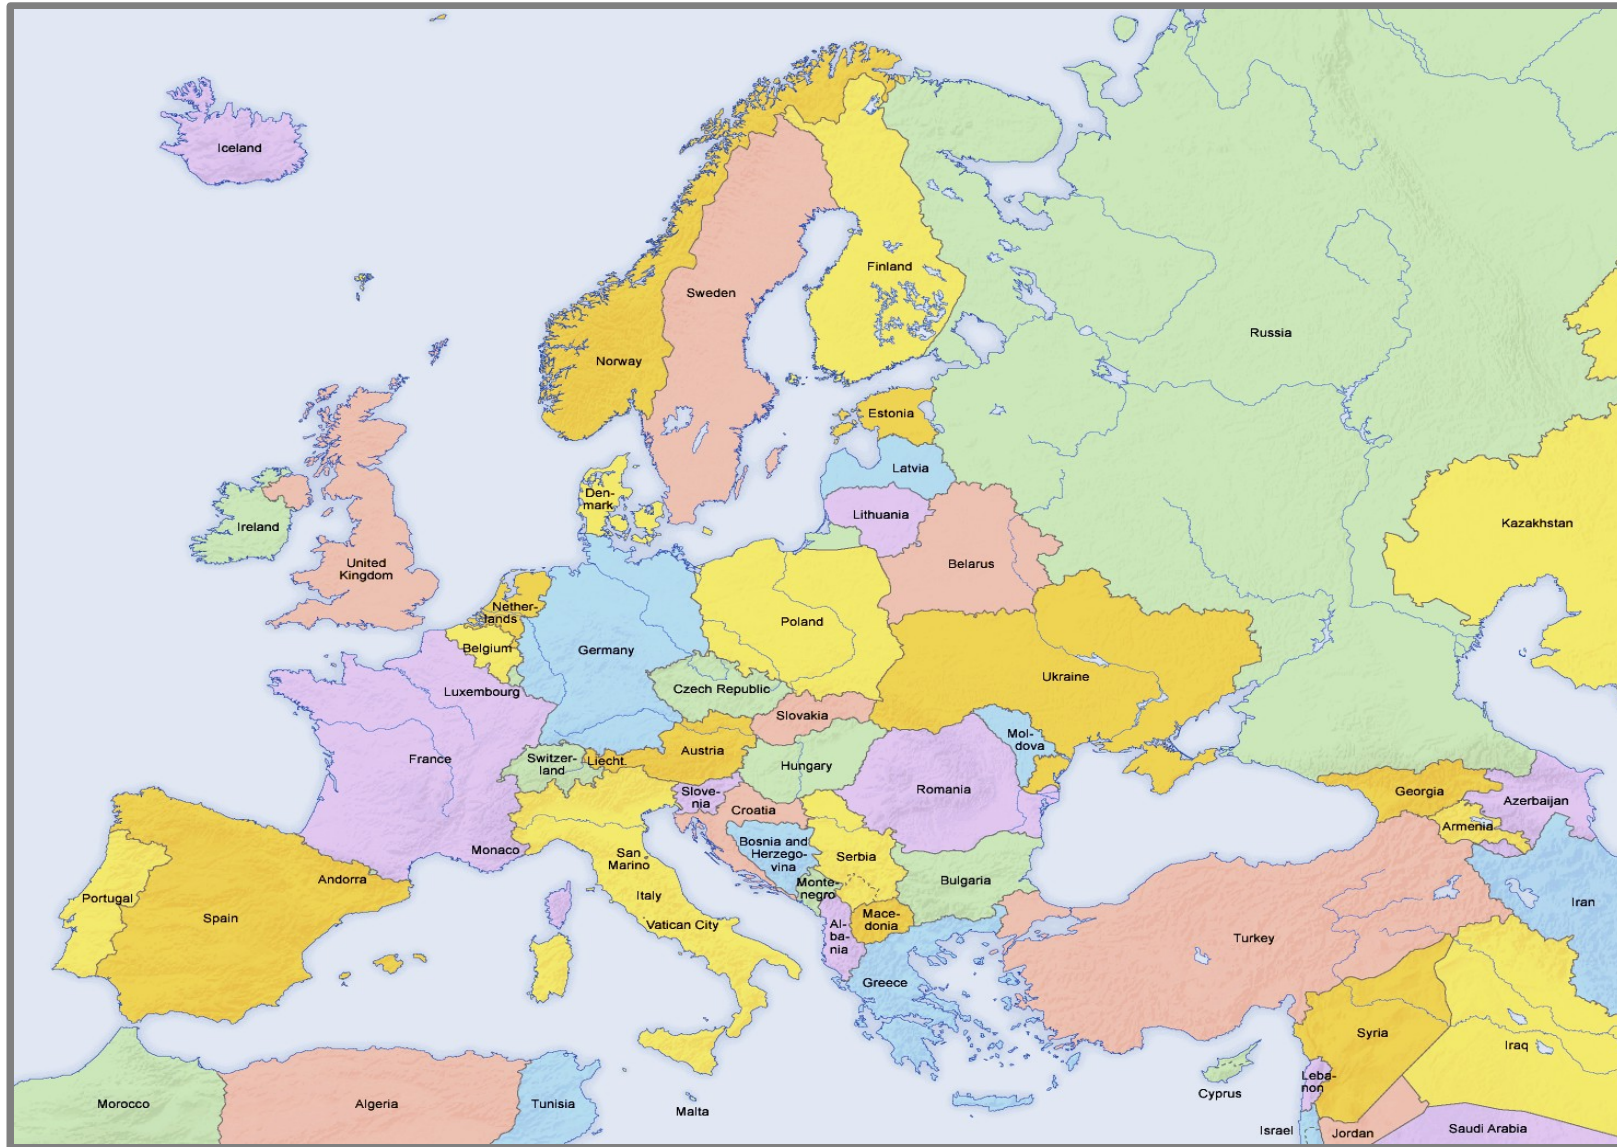 Iceland
Finland
Sweden
Russia
Norway
Estonia
Latvia
Lithuania
Den-
mark
Ireland
Kazakhstan
United
Kingdom
Belarus
Nether-
lands
Poland
Belgium
Germany
Ukraine
Czech Republic
Luxembourg
Slovakia
Mol-
dova
Austria
France
Switzer-
land
Liecht.
Hungary
Romania
Georgia
Slove-
nia
Azerbaijan
Croatia
Armenia
Bosnia and
Herzego-
vina
Monaco
San
Marino
Serbia
Andorra
Bulgaria
Monte-
negro
Portugal
Italy
Iran
Spain
Mace-
donia
Vatican City
Al-
ba-
nia
Turkey
Greece
Syria
Iraq
Leba-
non
Cyprus
Morocco
Algeria
Tunisia
Malta
Israel
Jordan
Saudi Arabia